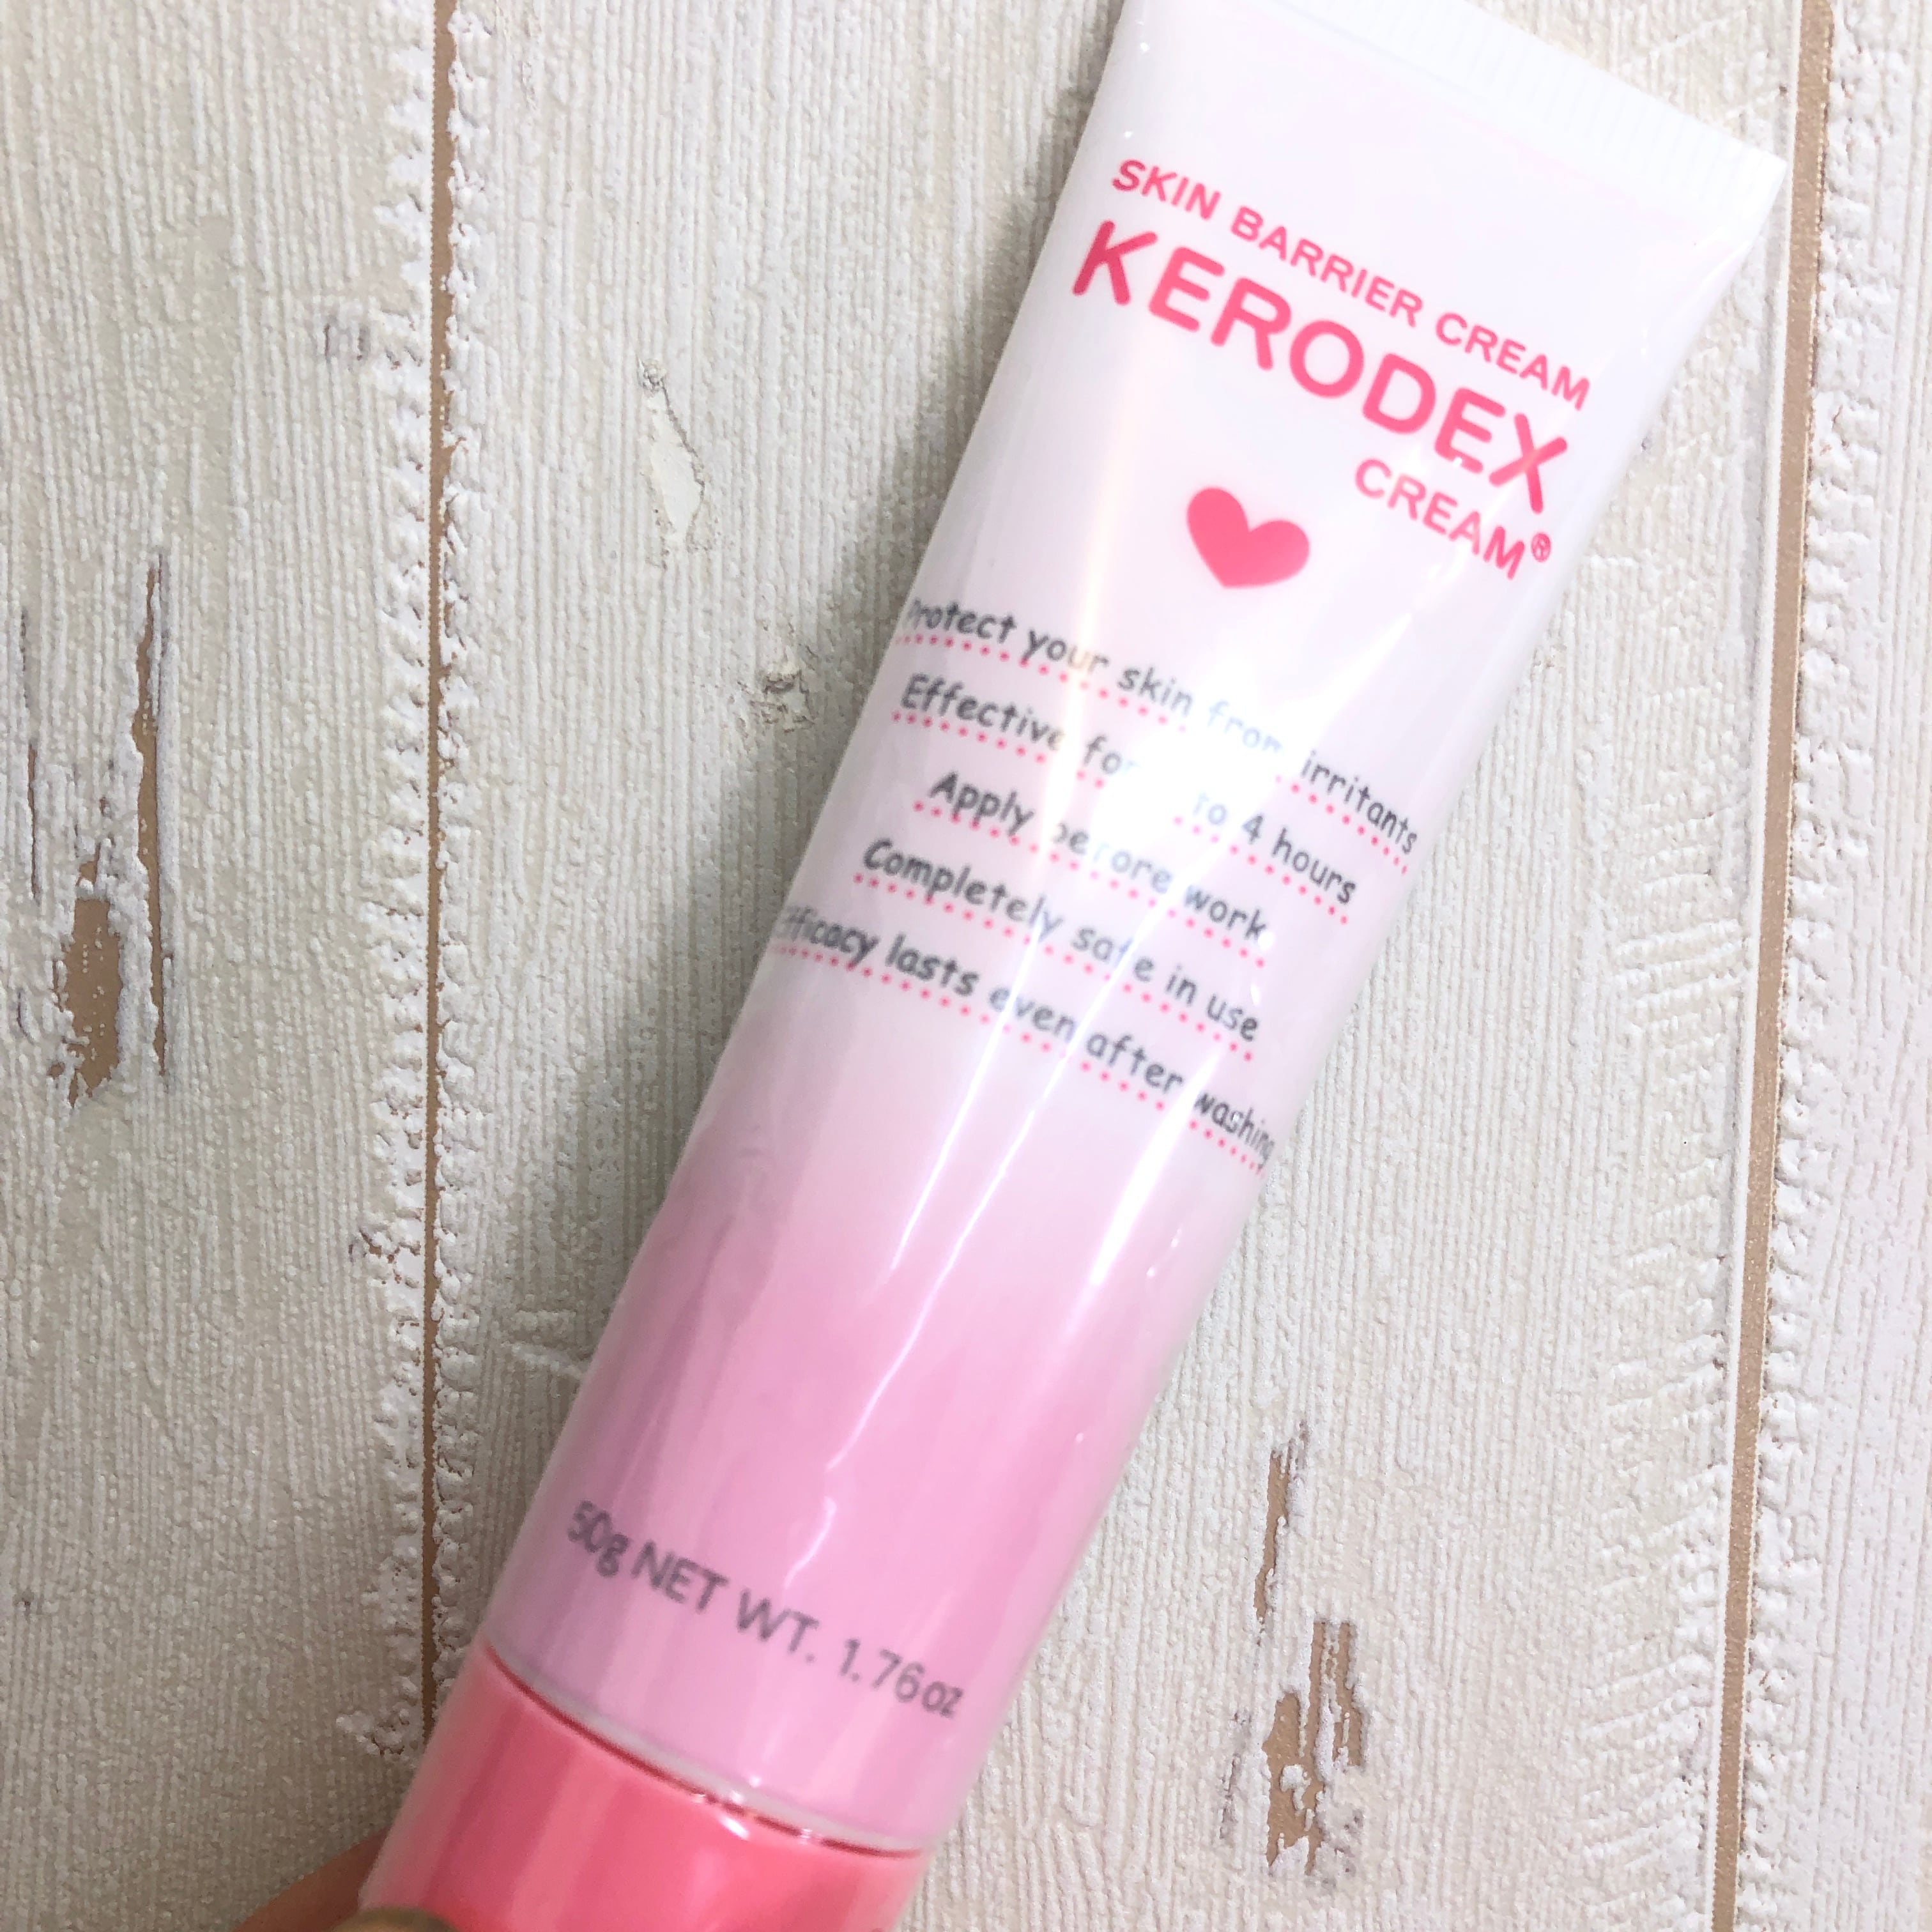 SKIN BARRIER CREAM
KERODEX
CREAM®
Protect your skin from irritants
Effective for to 4 hours
Apply before work
Completely safe in use
Efficacy lasts even after washing
50g NET WT. 1.76oz